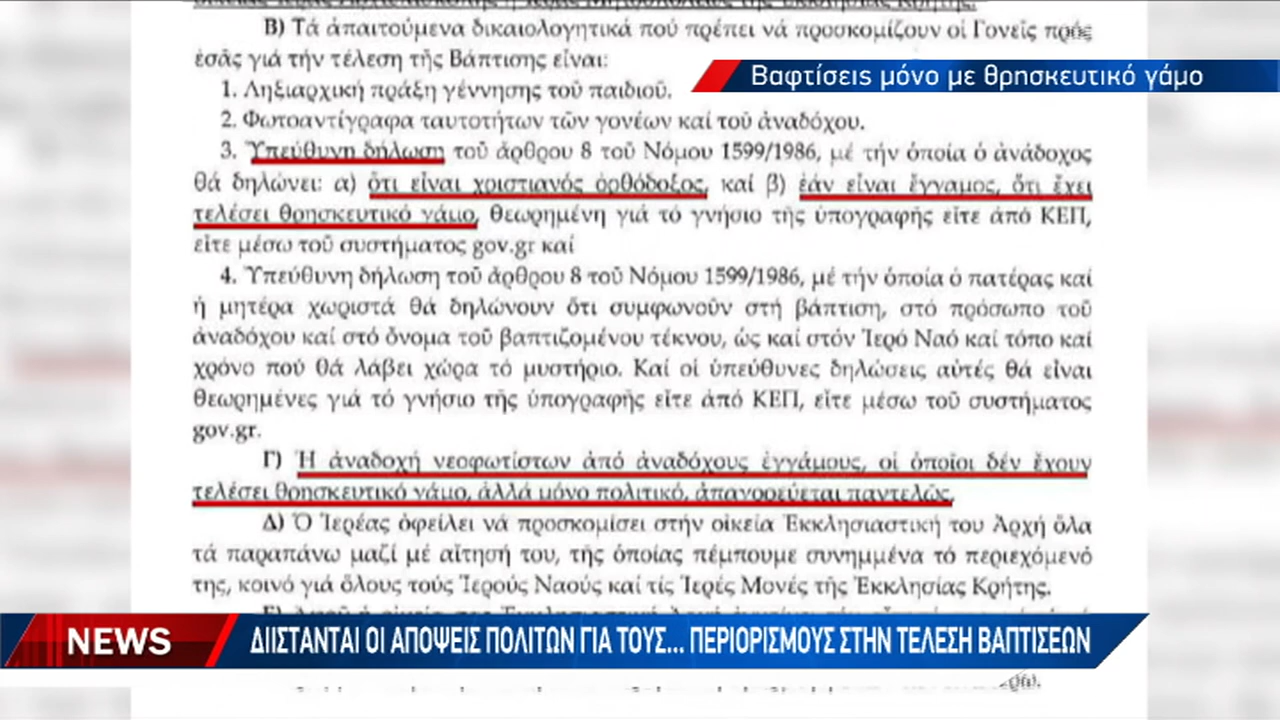 Β) Τά ἀπαιτούμενα δικαιολογητικά πού πρέπει νά προσκομίζουν οἱ Γονεῖς πρός
ἐσᾶς γιά τήν τέλεση τῆς Βάπτισης εἶναι:
Βαφτίσεις μόνο με θρησκευτικό γάμο
1. Ληξιαρχική πράξη γέννησης τοῦ παιδιοῦ.
2. Φωτοαντίγραφα ταυτοτήτων τῶν γονέων καί τοῦ ἀναδόχου.
3. Ὑπεύθυνη δήλωση τοῦ ἄρθρου 8 τοῦ Νόμου 1599/1986, μέ τήν ὁποία ὁ ἀνάδοχος
θά δηλώνει: α) ὅτι εἶναι χριστιανός ὀρθόδοξος, καί β) ἐάν εἶναι ἔγγαμος, ὅτι ἔχει
τελέσει θρησκευτικό γάμο, θεωρημένη γιά τό γνήσιο τῆς ὑπογραφῆς εἴτε ἀπό ΚΕΠ,
εἴτε μέσω τοῦ συστήματος gov.gr καί
4. Ὑπεύθυνη δήλωση τοῦ ἄρθρου 8 τοῦ Νόμου 1599/1986, μέ τήν ὁποία ὁ πατέρας καί
ἡ μητέρα χωριστά θά δηλώνουν ὅτι συμφωνοῦν στή βάπτιση, στό πρόσωπο τοῦ
ἀναδόχου καί στό ὄνομα τοῦ βαπτιζομένου τέκνου, ὡς καί στόν Ἱερό Ναό καί τόπο καί
χρόνο πού θά λάβει χώρα τό μυστήριο. Καί οἱ ὑπεύθυνες δηλώσεις αὐτές θά εἶναι
θεωρημένες γιά τό γνήσιο τῆς ὑπογραφῆς εἴτε ἀπό ΚΕΠ, εἴτε μέσω τοῦ συστήματος
gov.gr.
Γ) Ἡ ἀναδοχή νεοφωτίστων ἀπό ἀναδόχους ἐγγάμους, οἱ ὁποῖοι δέν ἔχουν
τελέσει θρησκευτικό γάμο, ἀλλά μόνο πολιτικό, ἀπαγορεύεται παντελῶς.
Δ) Ὁ Ἱερέας ὀφείλει νά προσκομίσει στήν οἰκεία Ἐκκλησιαστική του Ἀρχή ὅλα
τά παραπάνω μαζί μέ αἴτησή του, τῆς ὁποίας πέμπουμε συνημμένα τό περιεχόμενό
της, κοινό γιά ὅλους τούς Ἱερούς Ναούς καί τίς Ἱερές Μονές τῆς Ἐκκλησίας Κρήτης.
NEWS
ΔΙΙΣΤΑΝΤΑΙ ΟΙ ΑΠΟΨΕΙΣ ΠΟΛΙΤΩΝ ΓΙΑ ΤΟΥΣ... ΠΕΡΙΟΡΙΣΜΟΥΣ ΣΤΗΝ ΤΕΛΕΣΗ ΒΑΠΤΙΣΕΩΝ